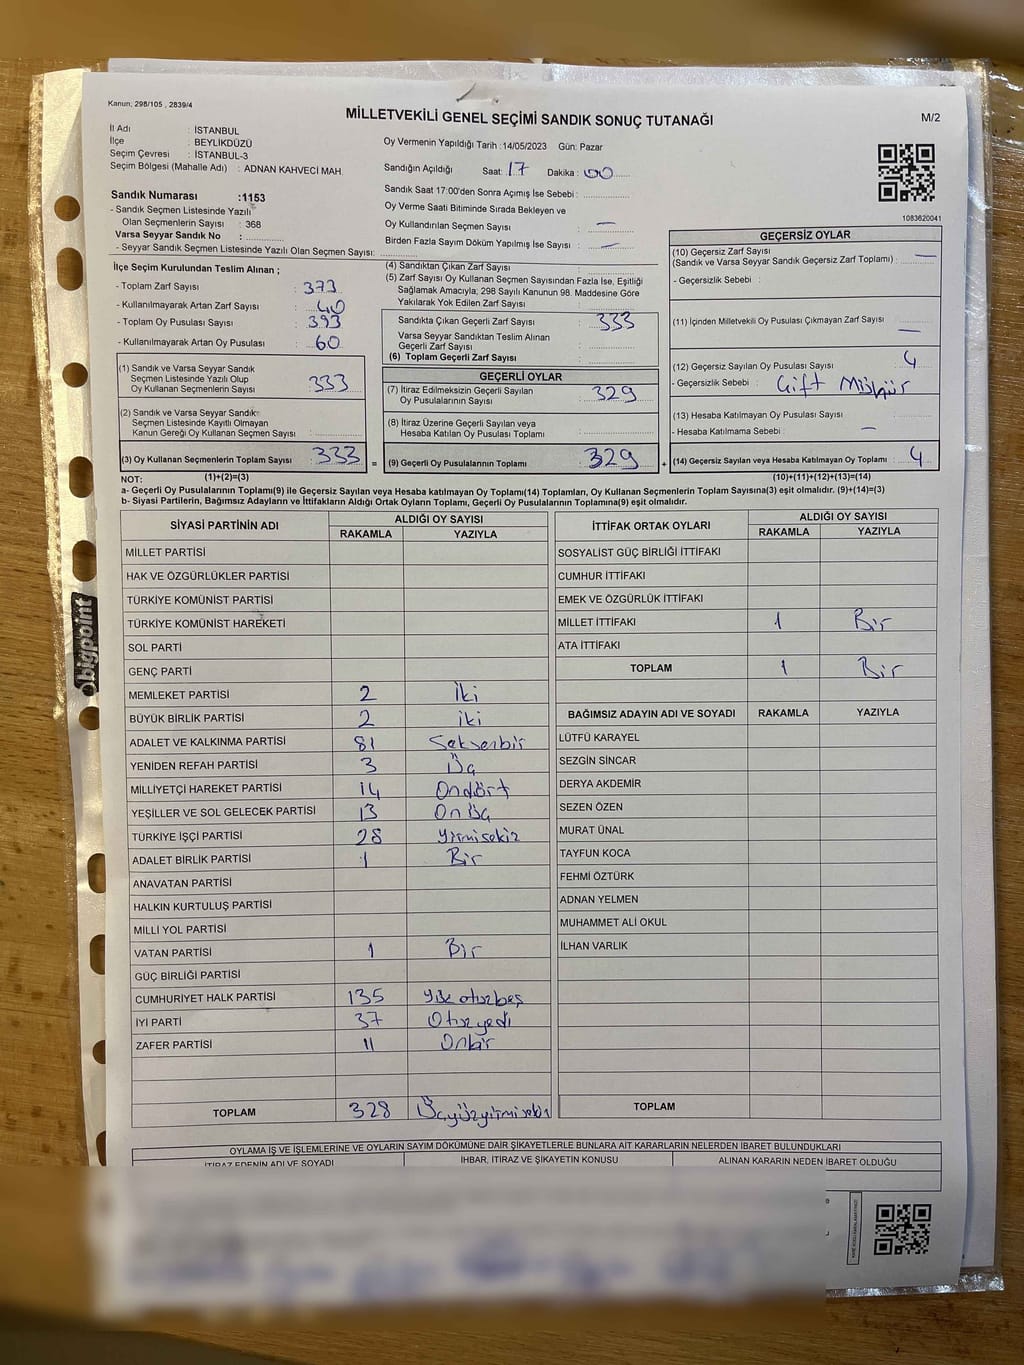 Kanun; 298/105 , 2839/4
MİLLETVEKİLİ GENEL SEÇİMİ SANDIK SONUÇ TUTANAĞI
M/2
İl Adı : İSTANBUL
İlçe : BEYLİKDÜZÜ
Seçim Çevresi : İSTANBUL-3
Seçim Bölgesi (Mahalle Adı) : ADNAN KAHVECİ MAH.
Oy Vermenin Yapıldığı Tarih : 14/05/2023 Gün: Pazar
Sandığın Açıldığı Saat: 17 Dakika: 00
Sandık Saat 17:00'den Sonra Açımış İse Sebebi :
Oy Verme Saati Bitiminde Sırada Bekleyen ve
Oy Kullandırılan Seçmen Sayısı : —
Birden Fazla Sayım Döküm Yapılmış İse Sayısı : —
1083620041
Sandık Numarası :1153
- Sandık Seçmen Listesinde Yazılı
Olan Seçmenlerin Sayısı : 368
Varsa Seyyar Sandık No :
- Seyyar Sandık Seçmen Listesinde Yazılı Olan Seçmen Sayısı:
İlçe Seçim Kurulundan Teslim Alınan ;
- Toplam Zarf Sayısı : 373
- Kullanılmayarak Artan Zarf Sayısı : 40
- Toplam Oy Pusulası Sayısı : 393
- Kullanılmayarak Artan Oy Pusulası : 60
(1) Sandık ve Varsa Seyyar Sandık
Seçmen Listesinde Yazılı Olup
Oy Kullanan Seçmenlerin Sayısı : 333
(2) Sandık ve Varsa Seyyar Sandık
Seçmen Listesinde Kayıtlı Olmayan
Kanun Gereği Oy Kullanan Seçmen Sayısı :
(3) Oy Kullanan Seçmenlerin Toplam Sayısı : 333 =
(1)+(2)=(3)
(4) Sandıktan Çıkan Zarf Sayısı :
(5) Zarf Sayısı Oy Kullanan Seçmen Sayısından Fazla İse, Eşitliği
Sağlamak Amacıyla; 298 Sayılı Kanunun 98. Maddesine Göre
Yakılarak Yok Edilen Zarf Sayısı :
Sandıkta Çıkan Geçerli Zarf Sayısı : 333
Varsa Seyyar Sandıktan Teslim Alınan
Geçerli Zarf Sayısı :
(6) Toplam Geçerli Zarf Sayısı :
GEÇERLİ OYLAR
(7) İtiraz Edilmeksizin Geçerli Sayılan
Oy Pusulalarının Sayısı : 329
(8) İtiraz Üzerine Geçerli Sayılan veya
Hesaba Katılan Oy Pusulası Toplamı :
(9) Geçerli Oy Pusulalarının Toplamı : 329 +
GEÇERSİZ OYLAR
(10) Geçersiz Zarf Sayısı
(Sandık ve Varsa Seyyar Sandık Geçersiz Zarf Toplamı) : —
- Geçersizlik Sebebi :
(11) İçinden Milletvekili Oy Pusulası Çıkmayan Zarf Sayısı : —
(12) Geçersiz Sayılan Oy Pusulası Sayısı : 4
- Geçersizlik Sebebi : Çift Mühür
(13) Hesaba Katılmayan Oy Pusulası Sayısı :
- Hesaba Katılmama Sebebi : —
(14) Geçersiz Sayılan veya Hesaba Katılmayan Oy Toplamı : 4
(10)+(11)+(12)+(13)=(14)
NOT:
a- Geçerli Oy Pusulalarının Toplamı(9) ile Geçersiz Sayılan veya Hesaba katılmayan Oy Toplamı(14) Toplamları, Oy Kullanan Seçmenlerin Toplam Sayısına(3) eşit olmalıdır. (9)+(14)=(3)
b- Siyasi Partilerin, Bağımsız Adayların ve İttifakların Aldığı Ortak Oyların Toplamı, Geçerli Oy Pusulalarının Toplamına(9) eşit olmalıdır.
SİYASİ PARTİNİN ADI ALDIĞI OY SAYISI
RAKAMLA YAZIYLA
MİLLET PARTİSİ
HAK VE ÖZGÜRLÜKLER PARTİSİ
TÜRKİYE KOMÜNİST PARTİSİ
TÜRKİYE KOMÜNİST HAREKETİ
SOL PARTİ
GENÇ PARTİ
MEMLEKET PARTİSİ 2 iki
BÜYÜK BİRLİK PARTİSİ 2 iki
ADALET VE KALKINMA PARTİSİ 81 Seksenbir
YENİDEN REFAH PARTİSİ 3 Üç
MİLLİYETÇİ HAREKET PARTİSİ 14 Ondört
YEŞİLLER VE SOL GELECEK PARTİSİ 13 Onüç
TÜRKİYE İŞÇİ PARTİSİ 28 Yirmisekiz
ADALET BİRLİK PARTİSİ 1 Bir
ANAVATAN PARTİSİ
HALKIN KURTULUŞ PARTİSİ
MİLLİ YOL PARTİSİ
VATAN PARTİSİ 1 Bir
GÜÇ BİRLİĞİ PARTİSİ
CUMHURİYET HALK PARTİSİ 135 Yüz otuzbeş
İYİ PARTİ 37 Otuzyedi
ZAFER PARTİSİ 11 Onbir
TOPLAM 328 Üçyüzyirmisekiz
İTTİFAK ORTAK OYLARI ALDIĞI OY SAYISI
RAKAMLA YAZIYLA
SOSYALİST GÜÇ BİRLİĞİ İTTİFAKI
CUMHUR İTTİFAKI
EMEK VE ÖZGÜRLÜK İTTİFAKI
MİLLET İTTİFAKI 1 Bir
ATA İTTİFAKI
TOPLAM 1 Bir
BAĞIMSIZ ADAYIN ADI VE SOYADI RAKAMLA YAZIYLA
LÜTFÜ KARAYEL
SEZGİN SİNCAR
DERYA AKDEMİR
SEZEN ÖZEN
MURAT ÜNAL
TAYFUN KOCA
FEHMİ ÖZTÜRK
ADNAN YELMEN
MUHAMMET ALİ OKUL
İLHAN VARLIK
TOPLAM
OYLAMA İŞ VE İŞLEMLERİNE VE OYLARIN SAYIM DÖKÜMÜNE DAİR ŞİKAYETLERLE BUNLARA AİT KARARLARIN NELERDEN İBARET BULUNDUKLARI
İTİRAZ EDENİN ADI VE SOYADI İHBAR, İTİRAZ VE ŞİKAYETİN KONUSU ALINAN KARARIN NEDEN İBARET OLDUĞU
bigpoint